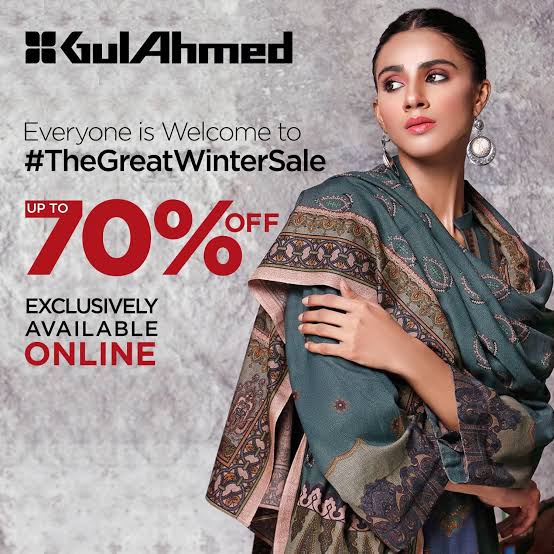 GulAhmed
Everyone is Welcome to
#TheGreatWinterSale
UP TO
70% OFF
EXCLUSIVELY
AVAILABLE
ONLINE